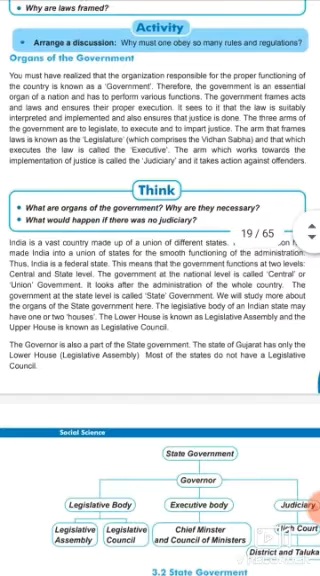 • Why are laws framed?
Activity
• Arrange a discussion: Why must one obey so many rules and regulations?
Organs of the Government
You must have realized that the organization responsible for the proper functioning of
the country is known as a 'Government'. Therefore, the government is an essential
organ of a nation and has to perform various functions. The government frames acts
and laws and ensures their proper execution. It sees to it that the law is suitably
interpreted and implemented and also ensures that justice is done. The three arms of
the government are to legislate, to execute and to impart justice. The arm that frames
laws is known as the 'Legislature' (which comprises the Vidhan Sabha) and that which
executes the law is called the 'Executive'. The arm which works towards the
implementation of justice is called the 'Judiciary' and it takes action against offenders.
Think
• What are organs of the government? Why are they necessary?
• What would happen if there was no judiciary?
19 / 65
India is a vast country made up of a union of different states.
made India into a union of states for the smooth functioning of the administration.
Thus, India is a federal state. This means that the government functions at two levels:
Central and State level. The government at the national level is called 'Central' or
'Union' Government. It looks after the administration of the whole country. The
government at the state level is called 'State' Government. We will study more about
the organs of the State government here. The legislative body of an Indian state may
have one or two 'houses'. The Lower House is known as Legislative Assembly and the
Upper House is known as Legislative Council.
The Governor is also a part of the State government. The state of Gujarat has only the
Lower House (Legislative Assembly) Most of the states do not have a Legislative
Council.
Social Science
State Government
Governor
Legislative Body Executive body Judiciary
Legislative Assembly Legislative Council Chief Minster and Council of Ministers High Court
District and Taluka
3.2 State Goverment